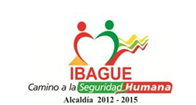 IBAGUE
Camino a la Seguridad Humana
Alcaldía 2012 - 2015